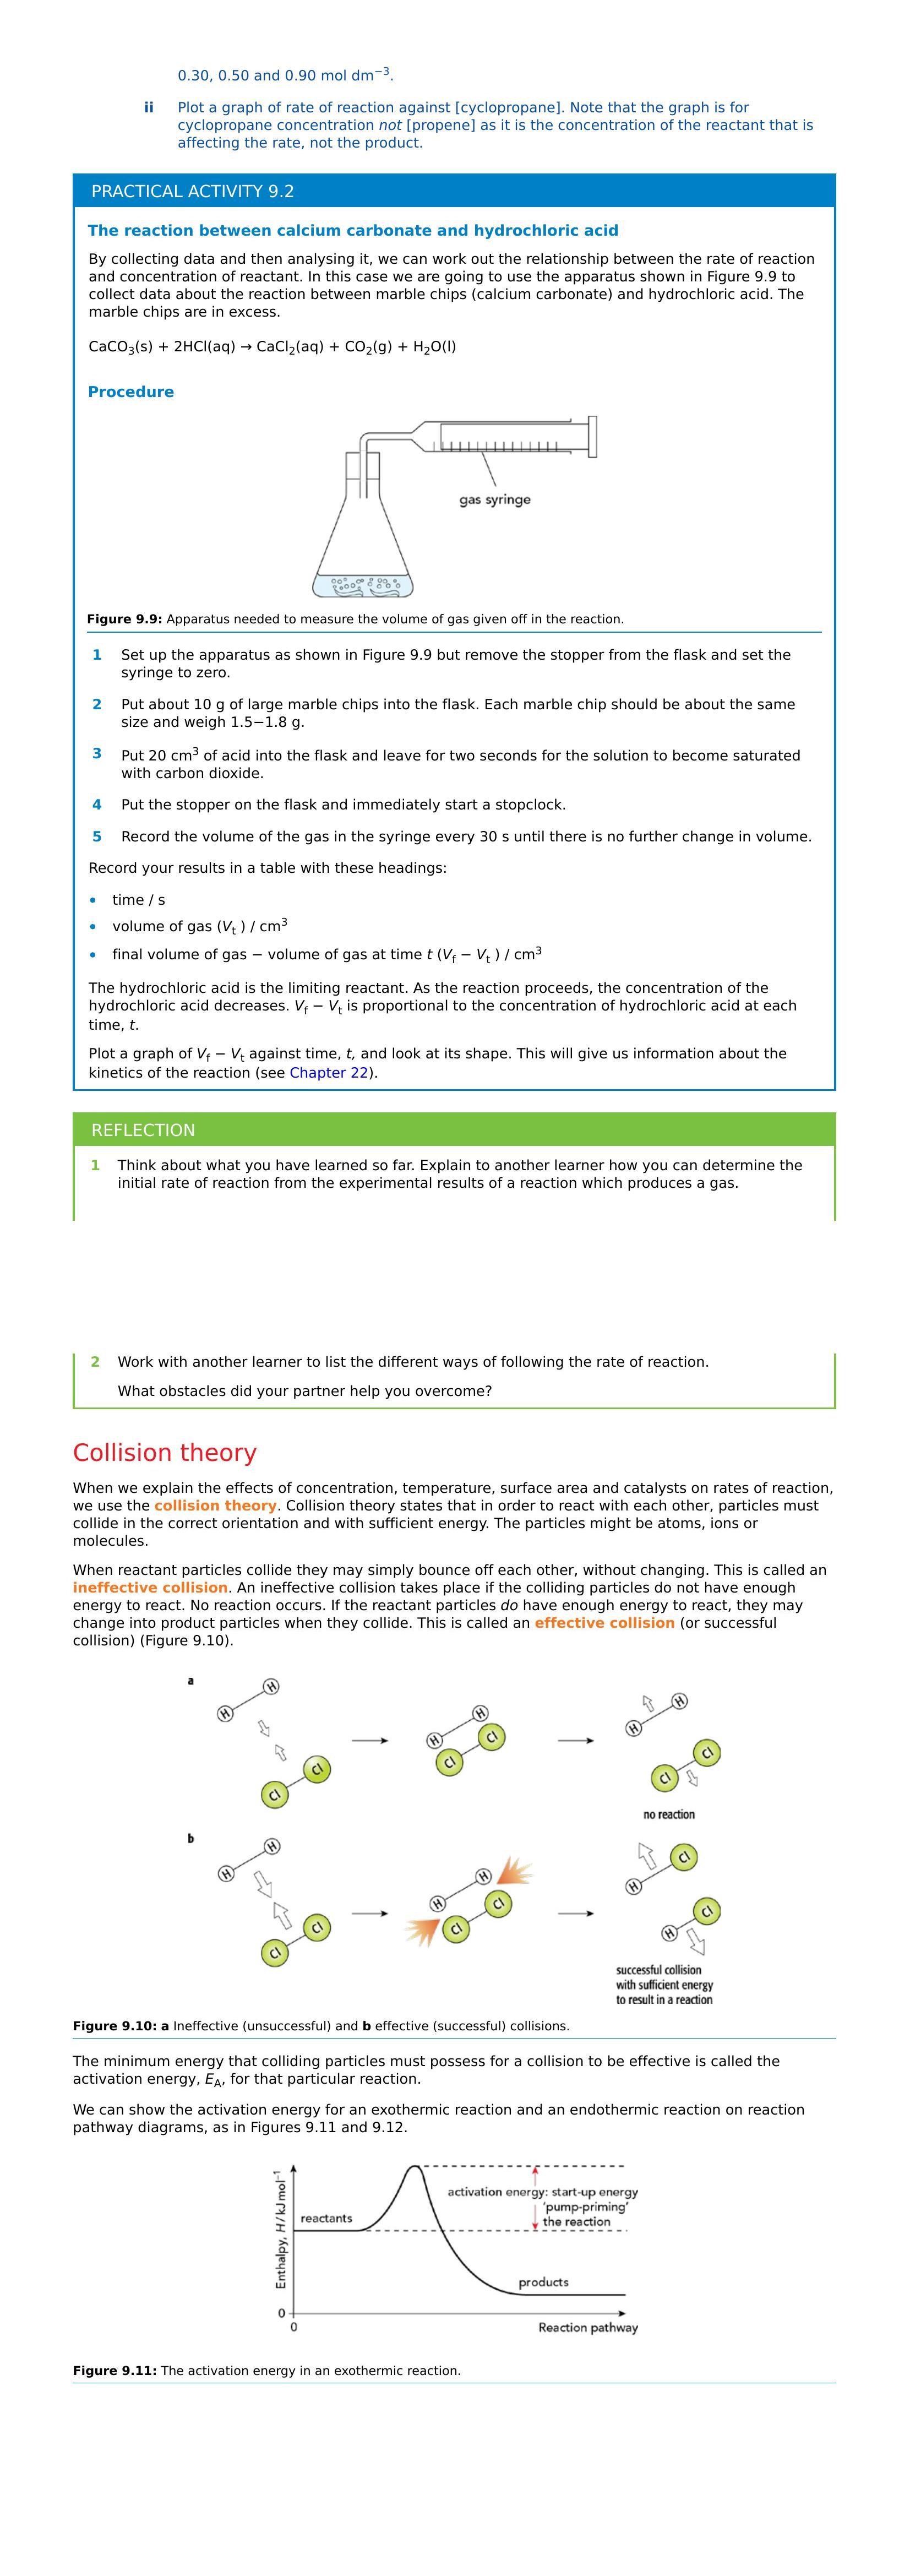 0.30, 0.50 and 0.90 mol dm⁻³.
ii Plot a graph of rate of reaction against [cyclopropane]. Note that the graph is for
cyclopropane concentration not [propene] as it is the concentration of the reactant that is
affecting the rate, not the product.
PRACTICAL ACTIVITY 9.2
The reaction between calcium carbonate and hydrochloric acid
By collecting data and then analysing it, we can work out the relationship between the rate of reaction
and concentration of reactant. In this case we are going to use the apparatus shown in Figure 9.9 to
collect data about the reaction between marble chips (calcium carbonate) and hydrochloric acid. The
marble chips are in excess.
CaCO₃(s) + 2HCl(aq) → CaCl₂(aq) + CO₂(g) + H₂O(l)
Procedure
gas syringe
Figure 9.9: Apparatus needed to measure the volume of gas given off in the reaction.
1 Set up the apparatus as shown in Figure 9.9 but remove the stopper from the flask and set the
syringe to zero.
2 Put about 10 g of large marble chips into the flask. Each marble chip should be about the same
size and weigh 1.5−1.8 g.
3 Put 20 cm³ of acid into the flask and leave for two seconds for the solution to become saturated
with carbon dioxide.
4 Put the stopper on the flask and immediately start a stopclock.
5 Record the volume of the gas in the syringe every 30 s until there is no further change in volume.
Record your results in a table with these headings:
• time / s
• volume of gas (Vₜ ) / cm³
• final volume of gas − volume of gas at time t (V_f − Vₜ ) / cm³
The hydrochloric acid is the limiting reactant. As the reaction proceeds, the concentration of the
hydrochloric acid decreases. V_f − Vₜ is proportional to the concentration of hydrochloric acid at each
time, t.
Plot a graph of V_f − Vₜ against time, t, and look at its shape. This will give us information about the
kinetics of the reaction (see Chapter 22).
REFLECTION
1 Think about what you have learned so far. Explain to another learner how you can determine the
initial rate of reaction from the experimental results of a reaction which produces a gas.
2 Work with another learner to list the different ways of following the rate of reaction.
What obstacles did your partner help you overcome?
Collision theory
When we explain the effects of concentration, temperature, surface area and catalysts on rates of reaction,
we use the collision theory. Collision theory states that in order to react with each other, particles must
collide in the correct orientation and with sufficient energy. The particles might be atoms, ions or
molecules.
When reactant particles collide they may simply bounce off each other, without changing. This is called an
ineffective collision. An ineffective collision takes place if the colliding particles do not have enough
energy to react. No reaction occurs. If the reactant particles do have enough energy to react, they may
change into product particles when they collide. This is called an effective collision (or successful
collision) (Figure 9.10).
a
H H Cl Cl
H H Cl Cl
H H Cl Cl
no reaction
b
H H Cl Cl
H H Cl Cl
H Cl H Cl
successful collision
with sufficient energy
to result in a reaction
Figure 9.10: a Ineffective (unsuccessful) and b effective (successful) collisions.
The minimum energy that colliding particles must possess for a collision to be effective is called the
activation energy, E_A, for that particular reaction.
We can show the activation energy for an exothermic reaction and an endothermic reaction on reaction
pathway diagrams, as in Figures 9.11 and 9.12.
Enthalpy, H / kJ mol⁻¹
reactants
activation energy: start-up energy
‘pump-priming’
the reaction
products
0
0
Reaction pathway
Figure 9.11: The activation energy in an exothermic reaction.